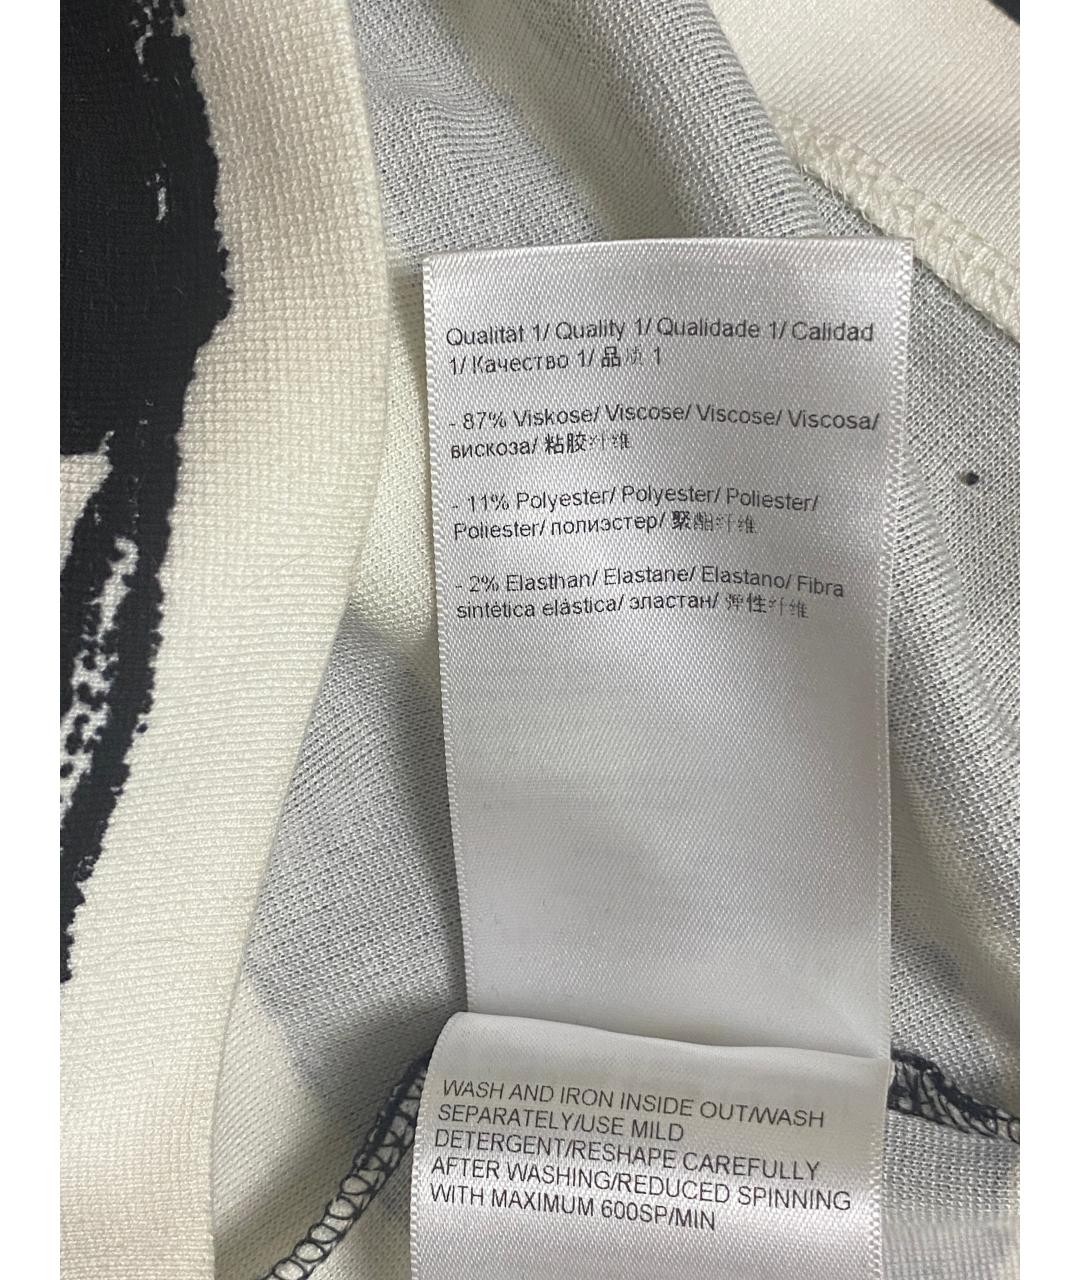 Qualität 1/ Quality 1/ Qualidade 1/ Calidad
1/ Качество 1/ 品质 1
- 87% Viskose/ Viscose/ Viscose/ Viscosa/
вискоза/ 粘胶纤维
- 11% Polyester/ Polyester/ Poliester/
Poliester/ полиэстер/ 聚酯纤维
- 2% Elasthan/ Elastane/ Elastano/ Fibra
sintética elástica/ эластан/ 弹性纤维
WASH AND IRON INSIDE OUT/WASH
SEPARATELY/USE MILD
DETERGENT/RESHAPE CAREFULLY
AFTER WASHING/REDUCED SPINNING
WITH MAXIMUM 600SP/MIN